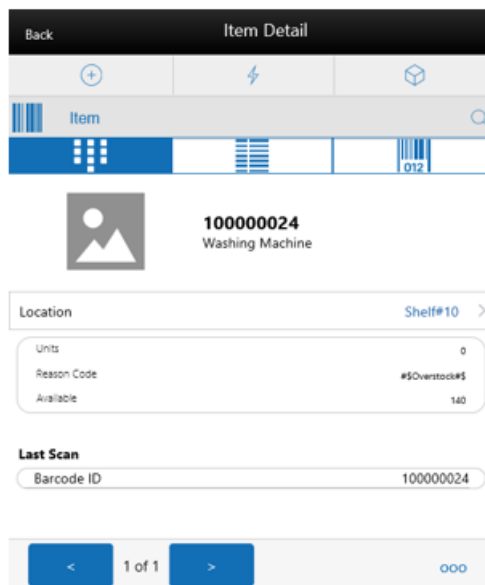 Back Item Detail
Item
012
100000024
Washing Machine
Location Shelf#10 >
Units 0
Reason Code #$Overstock#$
Available 140
Last Scan
Barcode ID 100000024
< 1 of 1 > ooo